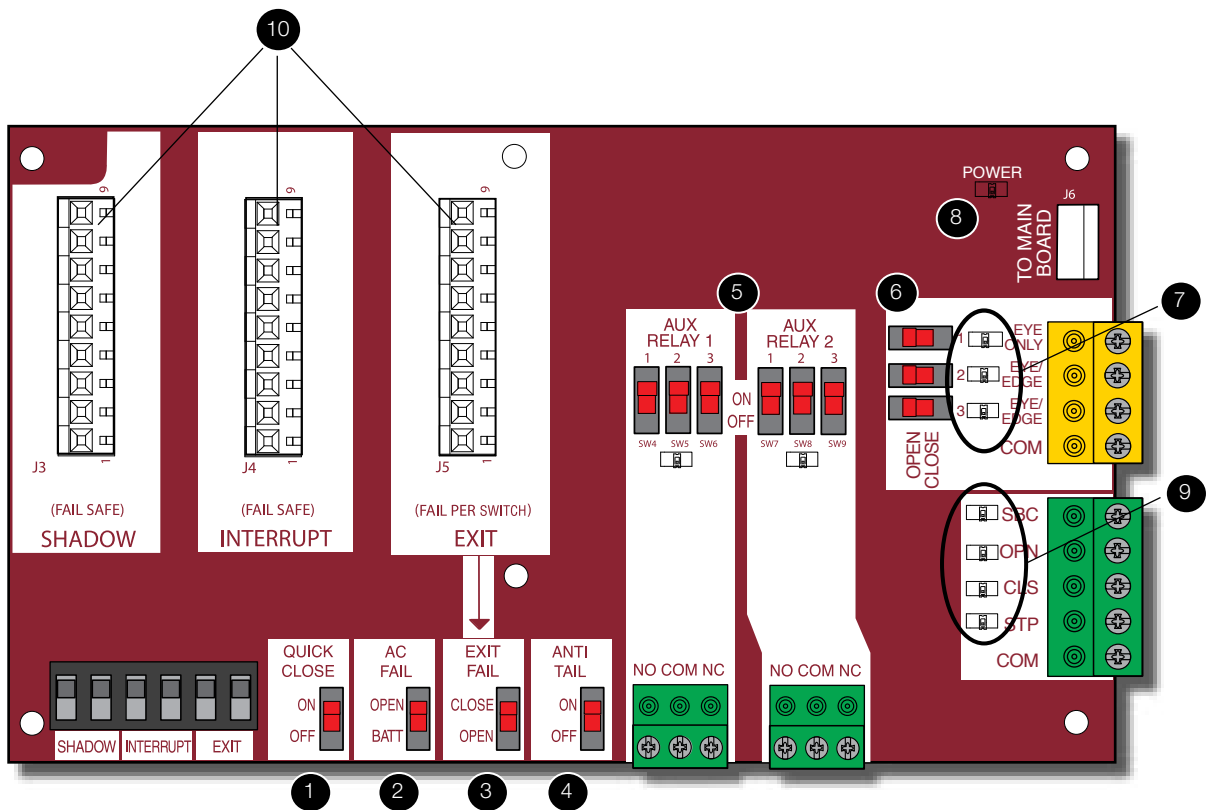 10
9
9
9
POWER
8
J6
TO MAIN
BOARD
5
6
7
AUX
RELAY 1
1 2 3
AUX
RELAY 2
1 2 3
ON
OFF
SW4 SW5 SW6
SW7 SW8 SW9
1 EYE
ONLY
2 EYE/
EDGE
3 EYE/
EDGE
COM
OPEN
CLOSE
J3
1
J4
1
J5
1
(FAIL SAFE)
SHADOW
(FAIL SAFE)
INTERRUPT
(FAIL PER SWITCH)
EXIT
9
SBC
OPN
CLS
STP
COM
QUICK
CLOSE
ON
OFF
AC
FAIL
OPEN
BATT
EXIT
FAIL
CLOSE
OPEN
ANTI
TAIL
ON
OFF
NO COM NC
NO COM NC
SHADOW INTERRUPT EXIT
1
2
3
4